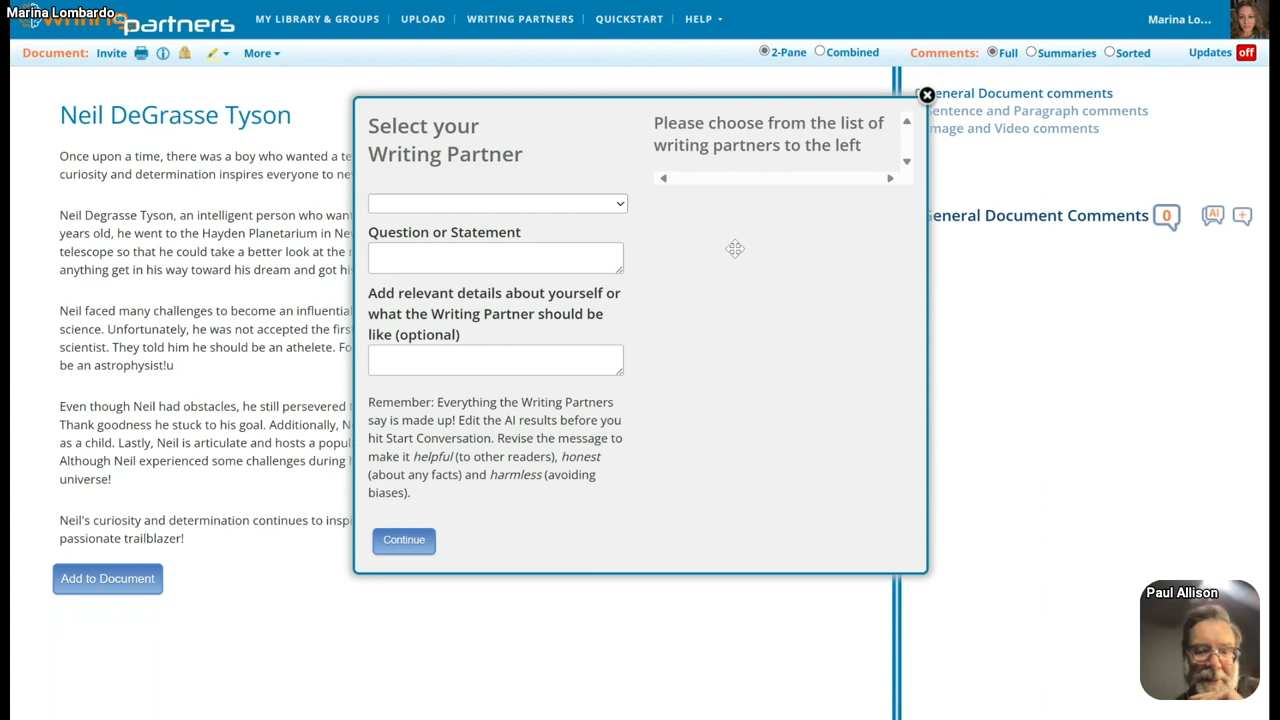 Marina Lombardo
writing partners
MY LIBRARY & GROUPS UPLOAD WRITING PARTNERS QUICKSTART HELP
Marina Lo...
Document: Invite More
2-Pane Combined
Comments: Full Summaries Sorted
Updates off
Neil DeGrasse Tyson
Once upon a time, there was a boy who wanted a
curiosity and determination inspires everyone to
Neil Degrasse Tyson, an intelligent person who
years old, he went to the Hayden Planetarium in
telescope so that he could take a better look at the
anything get in his way toward his dream and got
Neil faced many challenges to become an
science. Unfortunately, he was not accepted the
scientist. They told him he should be an athelete.
be an astrophysist!u
Even though Neil had obstacles, he still persevered
Thank goodness he stuck to his goal. Additionally,
as a child. Lastly, Neil is articulate and hosts a
Although Neil experienced some challenges during
universe!
Neil's curiosity and determination continues to
passionate trailblazer!
Add to Document
Select your
Writing Partner
Question or Statement
Add relevant details about yourself or
what the Writing Partner should be
like (optional)
Remember: Everything the Writing Partners
say is made up! Edit the AI results before you
hit Start Conversation. Revise the message to
make it helpful (to other readers), honest
(about any facts) and harmless (avoiding
biases).
Continue
Please choose from the list of
writing partners to the left
General Document comments
Sentence and Paragraph comments
Image and Video comments
General Document Comments 0 AI +
Paul Allison